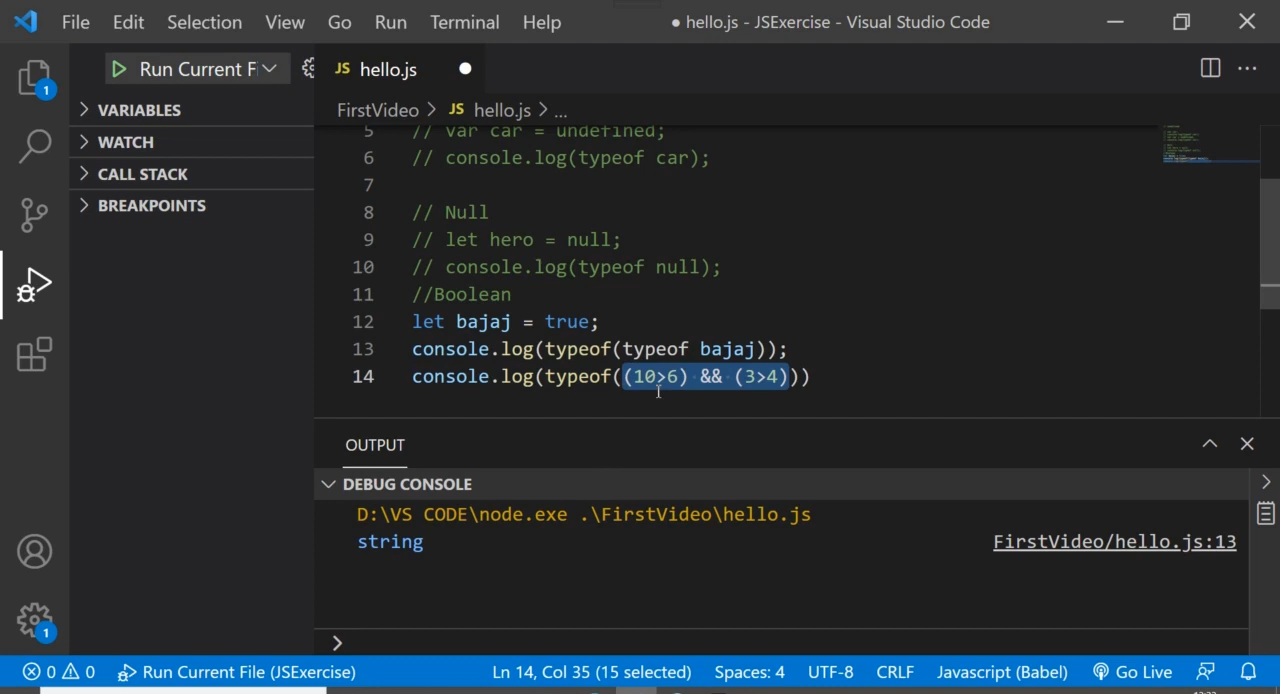 File Edit Selection View Go Run Terminal Help ● hello.js - JSExercise - Visual Studio Code
Run Current Fi
JS hello.js ●
FirstVideo > JS hello.js > ...
1
VARIABLES
WATCH
CALL STACK
BREAKPOINTS
5 // var car = undefined;
6 // console.log(typeof car);
7
8 // Null
9 // let hero = null;
10 // console.log(typeof null);
11 //Boolean
12 let bajaj = true;
13 console.log(typeof(typeof bajaj));
14 console.log(typeof((10>6) && (3>4)))
OUTPUT
DEBUG CONSOLE
D:\VS CODE\node.exe .\FirstVideo\hello.js
string FirstVideo/hello.js:13
>
1
0 0 Run Current File (JSExercise) Ln 14, Col 35 (15 selected) Spaces: 4 UTF-8 CRLF Javascript (Babel) Go Live